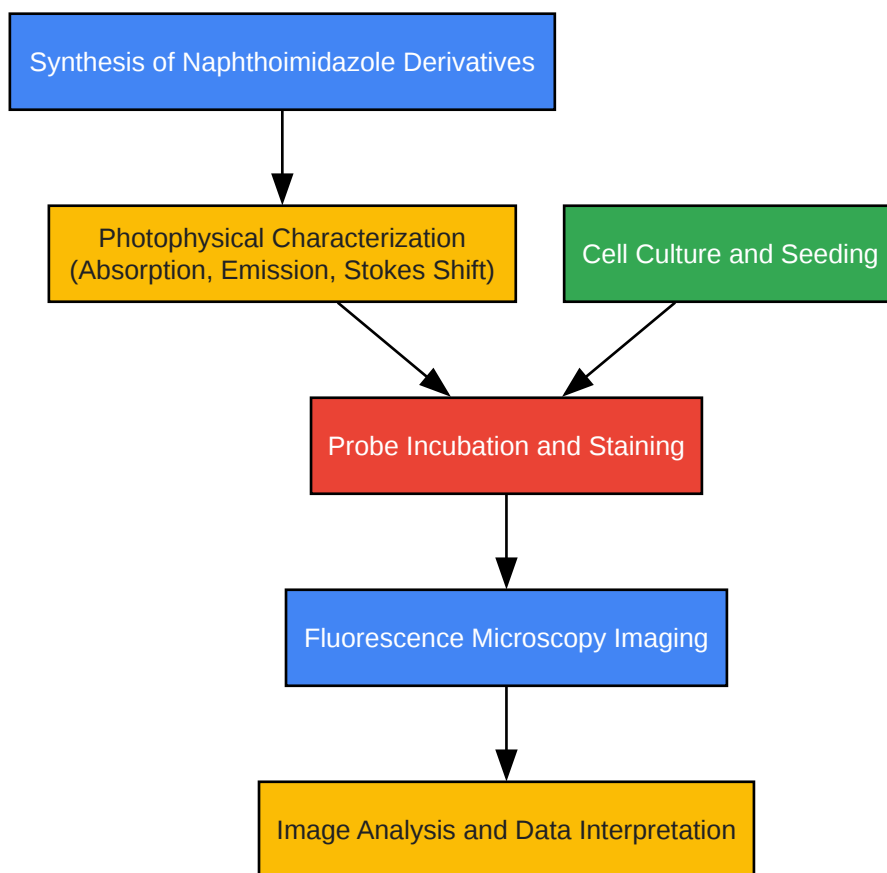 Synthesis of Naphthoimidazole Derivatives
Photophysical Characterization
(Absorption, Emission, Stokes Shift)
Cell Culture and Seeding
Probe Incubation and Staining
Fluorescence Microscopy Imaging
Image Analysis and Data Interpretation